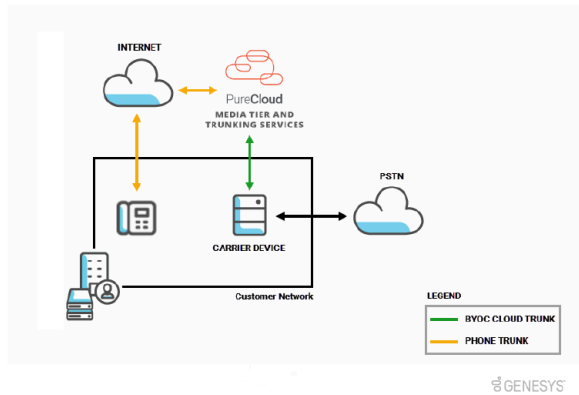 INTERNET
PureCloud
MEDIA TIER AND
TRUNKING SERVICES
PSTN
CARRIER DEVICE
Customer Network
LEGEND
BYOC CLOUD TRUNK
PHONE TRUNK
GENESYS